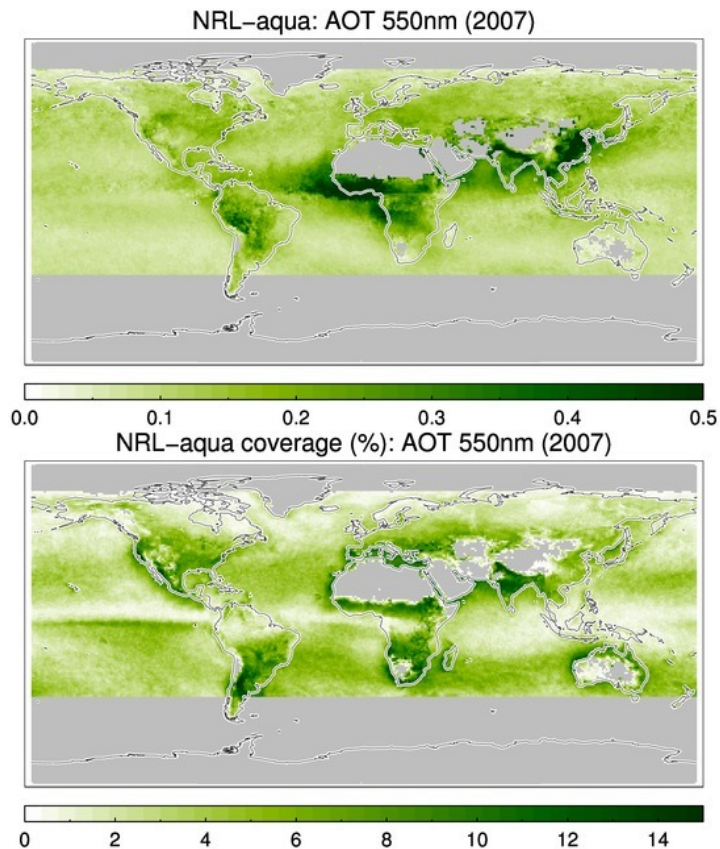 NRL-aqua: AOT 550nm (2007)
0.0 0.1 0.2 0.3 0.4 0.5
NRL-aqua coverage (%): AOT 550nm (2007)
0 2 4 6 8 10 12 14